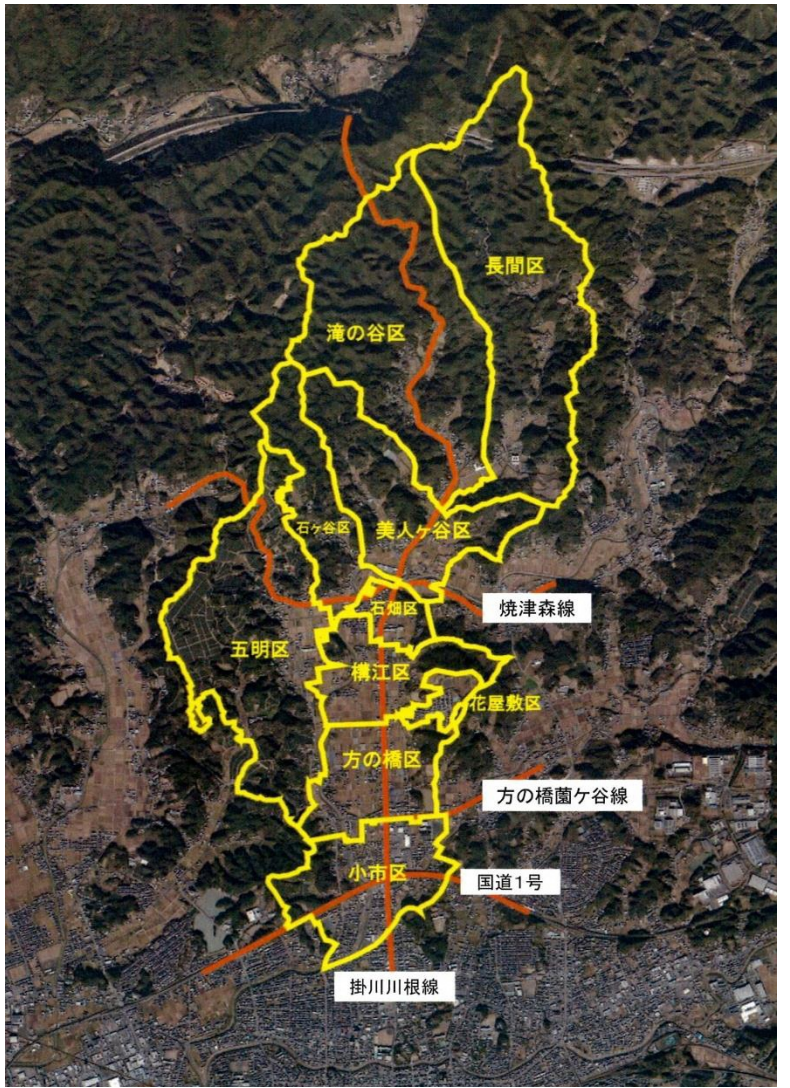 長間区
滝の谷区
石ヶ谷区
美人ヶ谷区
石畑区
焼津森線
五明区
構江区
花屋敷区
方の橋区
方の橋薗ケ谷線
小市区
国道1号
掛川川根線